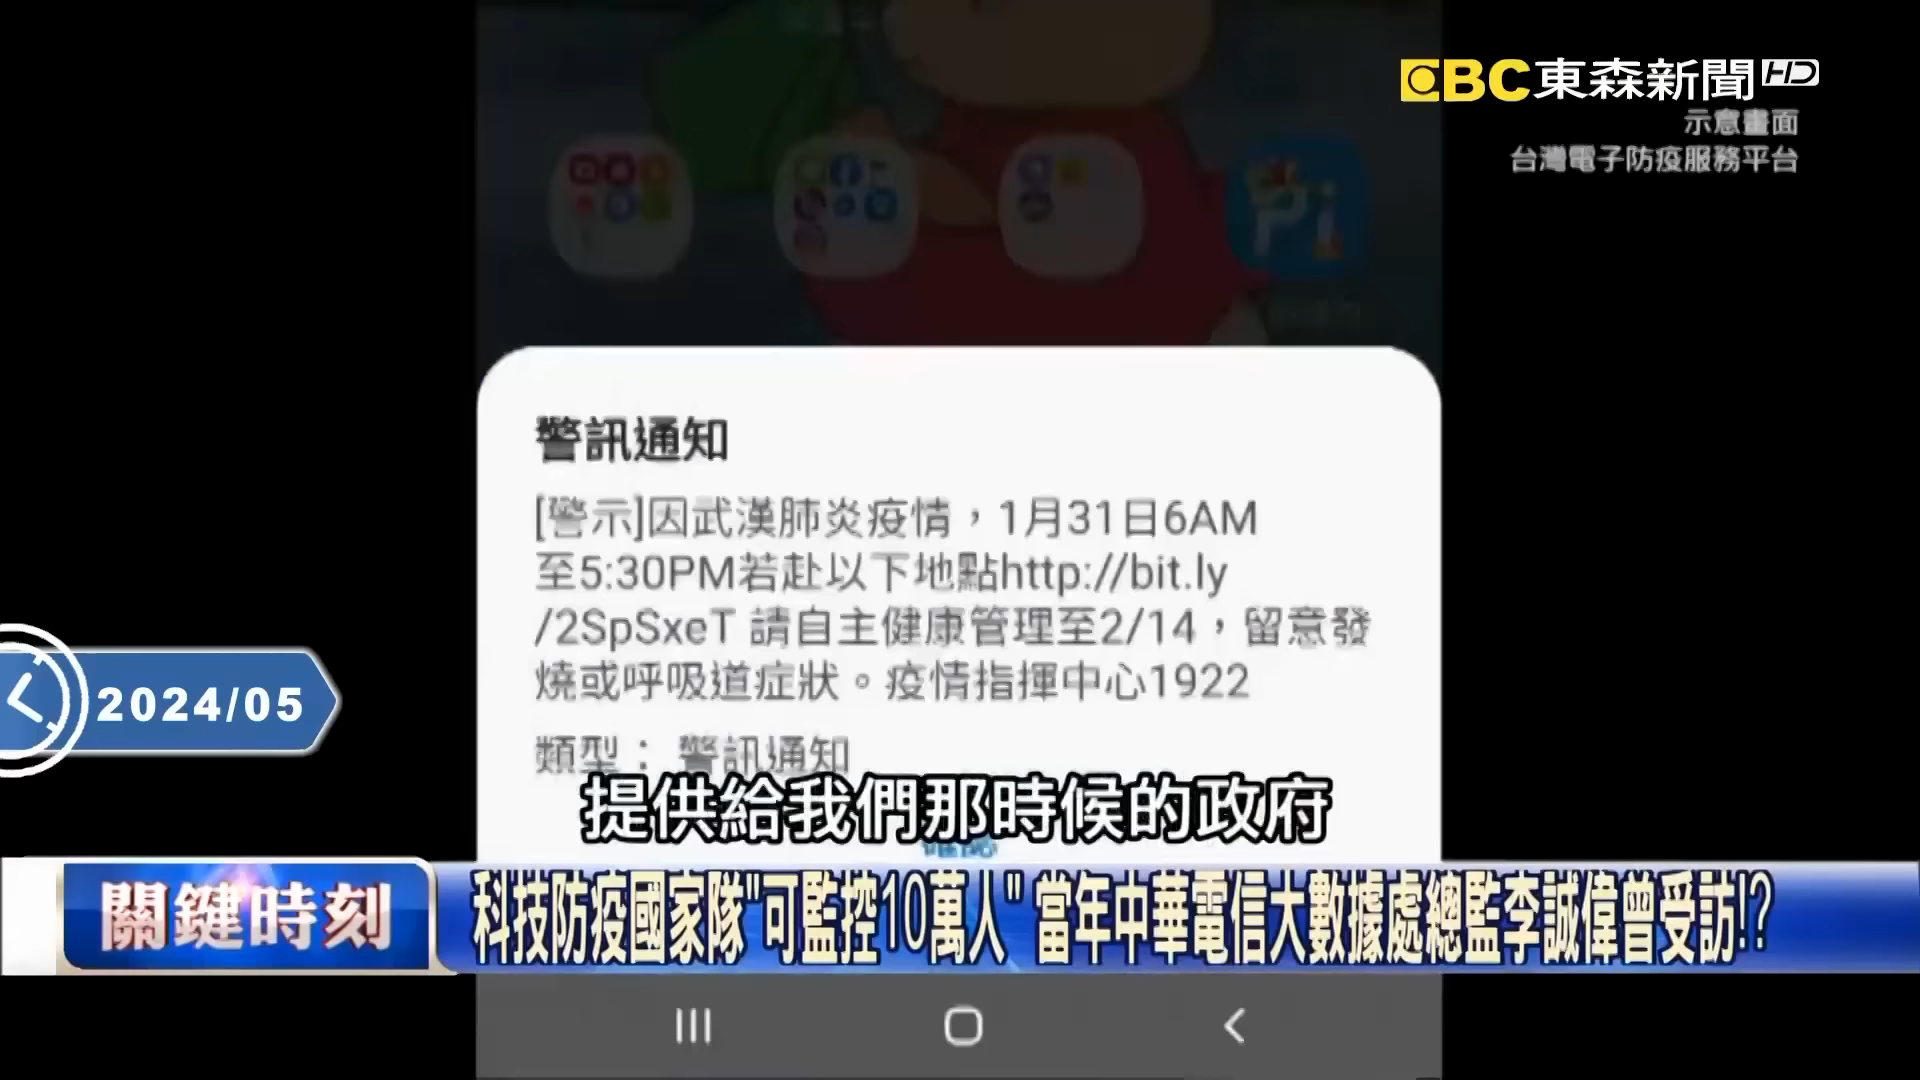 EBC東森新聞HD
示意畫面
台灣電子防疫服務平台
Pi
警訊通知
[警示]因武漢肺炎疫情，1月31日6AM
至5:30PM若赴以下地點http://bit.ly
/2SpSxeT 請自主健康管理至2/14，留意發
燒或呼吸道症狀。疫情指揮中心1922
類型： 警訊通知
2024/05
提供給我們那時候的政府
關鍵時刻
科技防疫國家隊"可監控10萬人" 當年中華電信大數據處總監李誠偉曾受訪!?